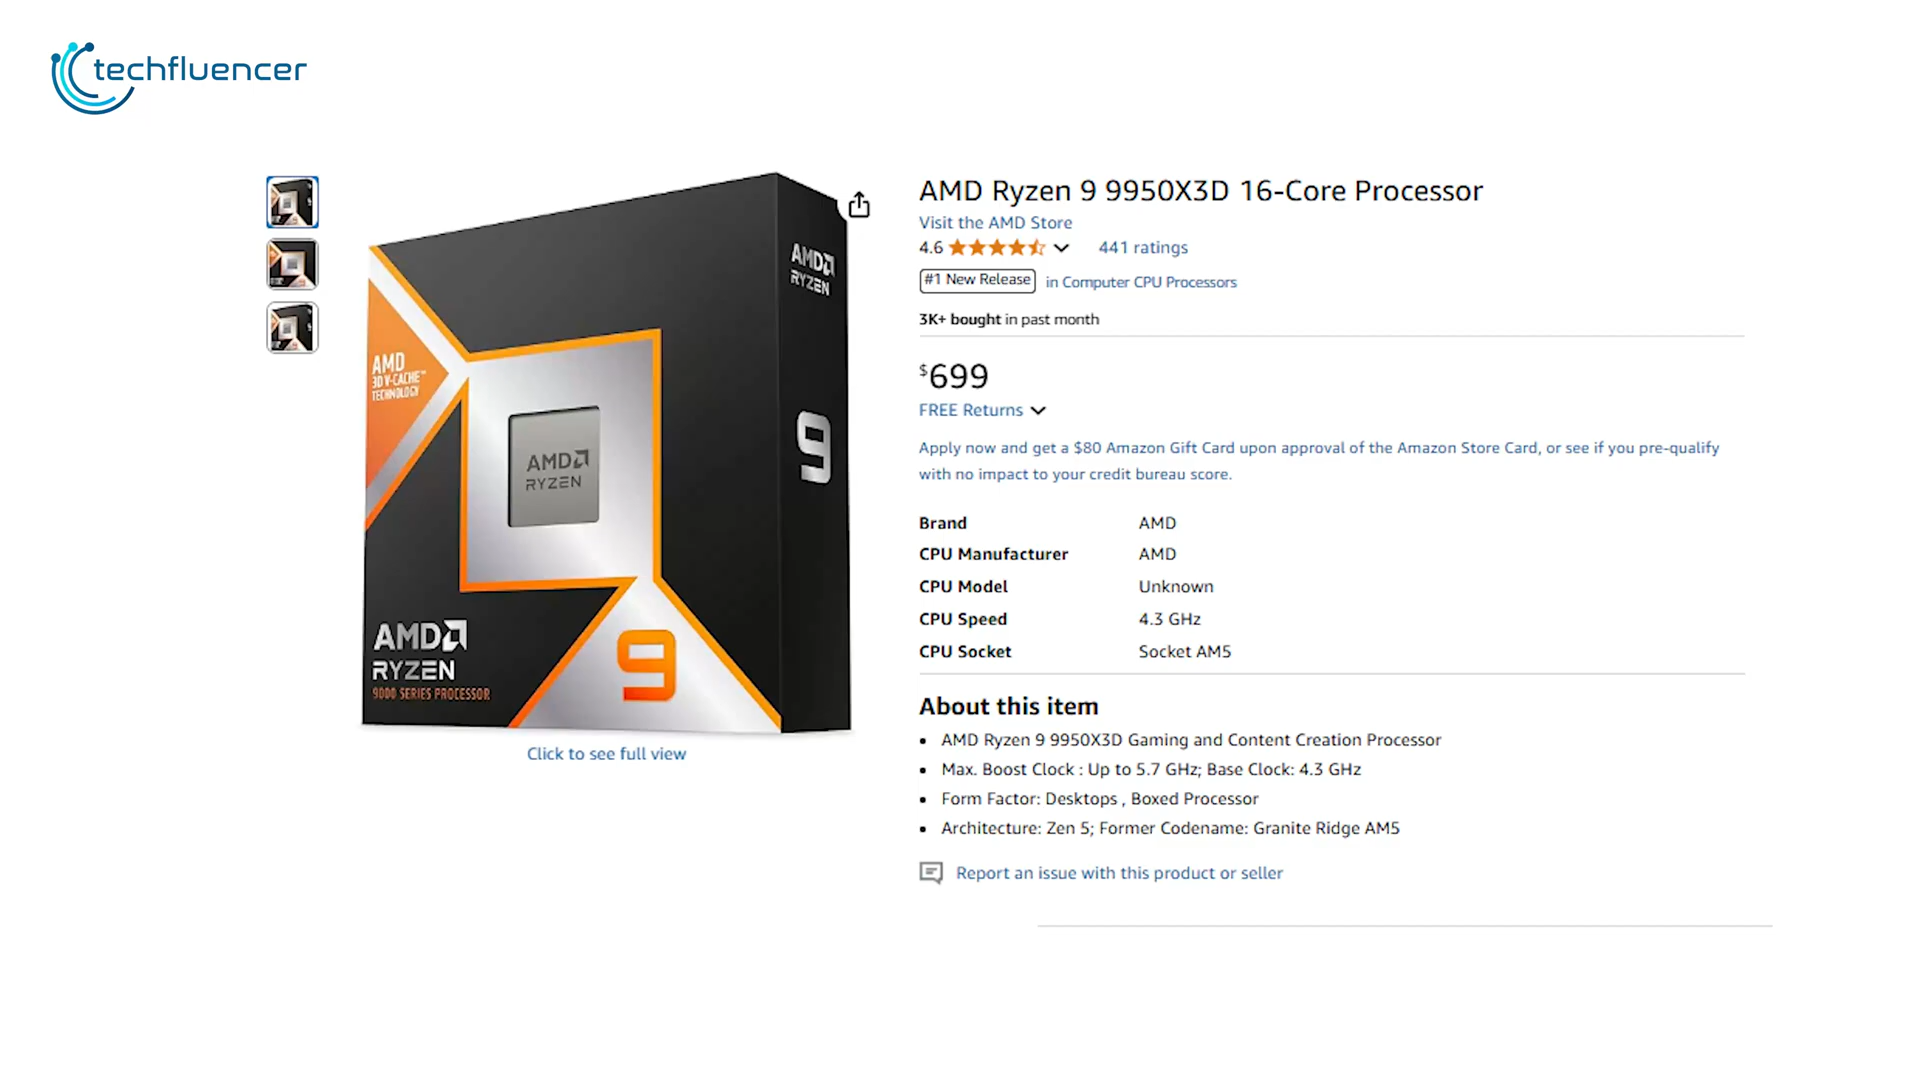 techfluencer
AMD
RYZEN
AMD
3D V-CACHE™
TECHNOLOGY
9
AMD
RYZEN
AMD
RYZEN
9000 SERIES PROCESSOR
9
Click to see full view
AMD Ryzen 9 9950X3D 16-Core Processor
Visit the AMD Store
4.6 441 ratings
#1 New Release in Computer CPU Processors
3K+ bought in past month
$699
FREE Returns
Apply now and get a $80 Amazon Gift Card upon approval of the Amazon Store Card, or see if you pre-qualify
with no impact to your credit bureau score.
Brand AMD
CPU Manufacturer AMD
CPU Model Unknown
CPU Speed 4.3 GHz
CPU Socket Socket AM5
About this item
• AMD Ryzen 9 9950X3D Gaming and Content Creation Processor
• Max. Boost Clock : Up to 5.7 GHz; Base Clock: 4.3 GHz
• Form Factor: Desktops , Boxed Processor
• Architecture: Zen 5; Former Codename: Granite Ridge AM5
Report an issue with this product or seller